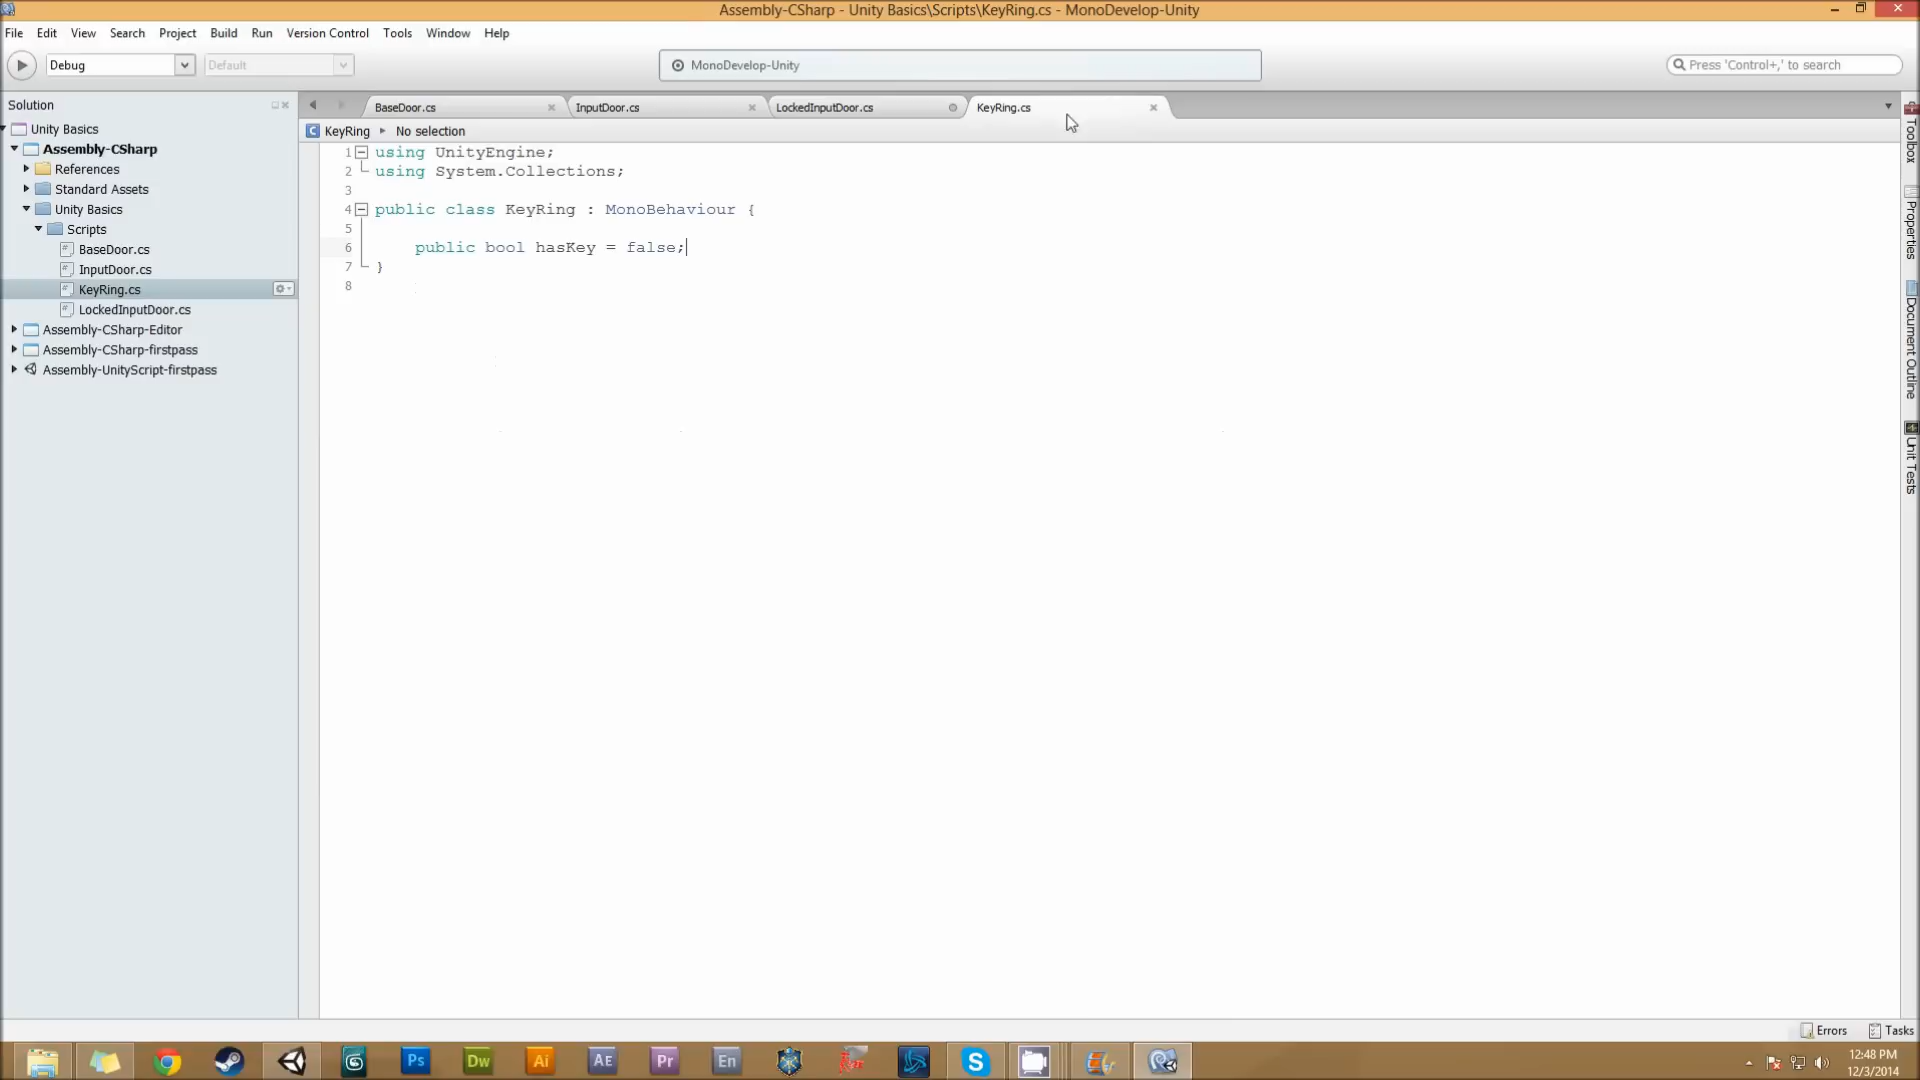 Assembly-CSharp - Unity Basics\Scripts\KeyRing.cs - MonoDevelop-Unity
File Edit View Search Project Build Run Version Control Tools Window Help
Debug
Default
MonoDevelop-Unity
Press 'Control+,' to search
Solution
Unity Basics
Assembly-CSharp
References
Standard Assets
Unity Basics
Scripts
BaseDoor.cs
InputDoor.cs
KeyRing.cs
LockedInputDoor.cs
Assembly-CSharp-Editor
Assembly-CSharp-firstpass
Assembly-UnityScript-firstpass
BaseDoor.cs InputDoor.cs LockedInputDoor.cs KeyRing.cs
C KeyRing No selection
1 using UnityEngine;
2 using System.Collections;
3
4 public class KeyRing : MonoBehaviour {
5
6 public bool hasKey = false;
7 }
8
Toolbox
Properties
Document Outline
Unit Tests
Errors Tasks
Ps Dw Ai AE Pr En S
12:48 PM
12/3/2014